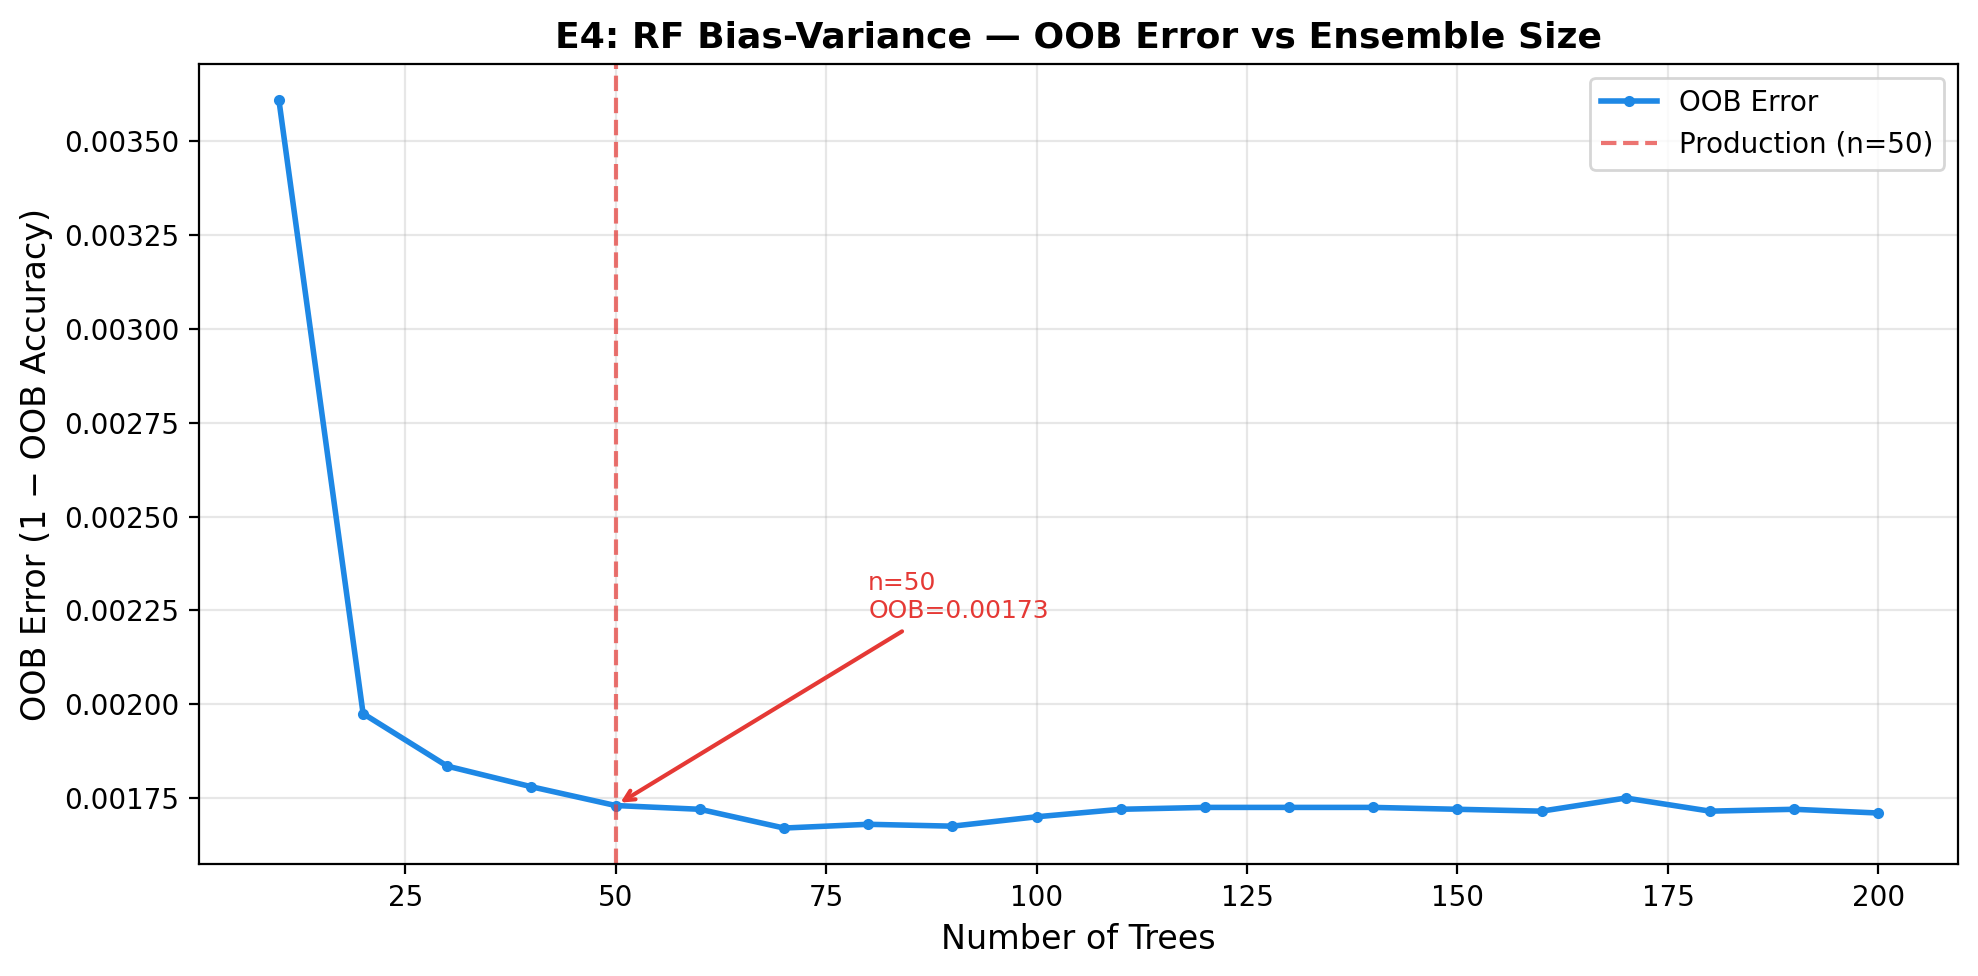 E4: RF Bias-Variance — OOB Error vs Ensemble Size
OOB Error
Production (n=50)
OOB Error (1 − OOB Accuracy)
0.00350
0.00325
0.00300
0.00275
0.00250
0.00225
0.00200
0.00175
n=50
OOB=0.00173
25 50 75 100 125 150 175 200
Number of Trees